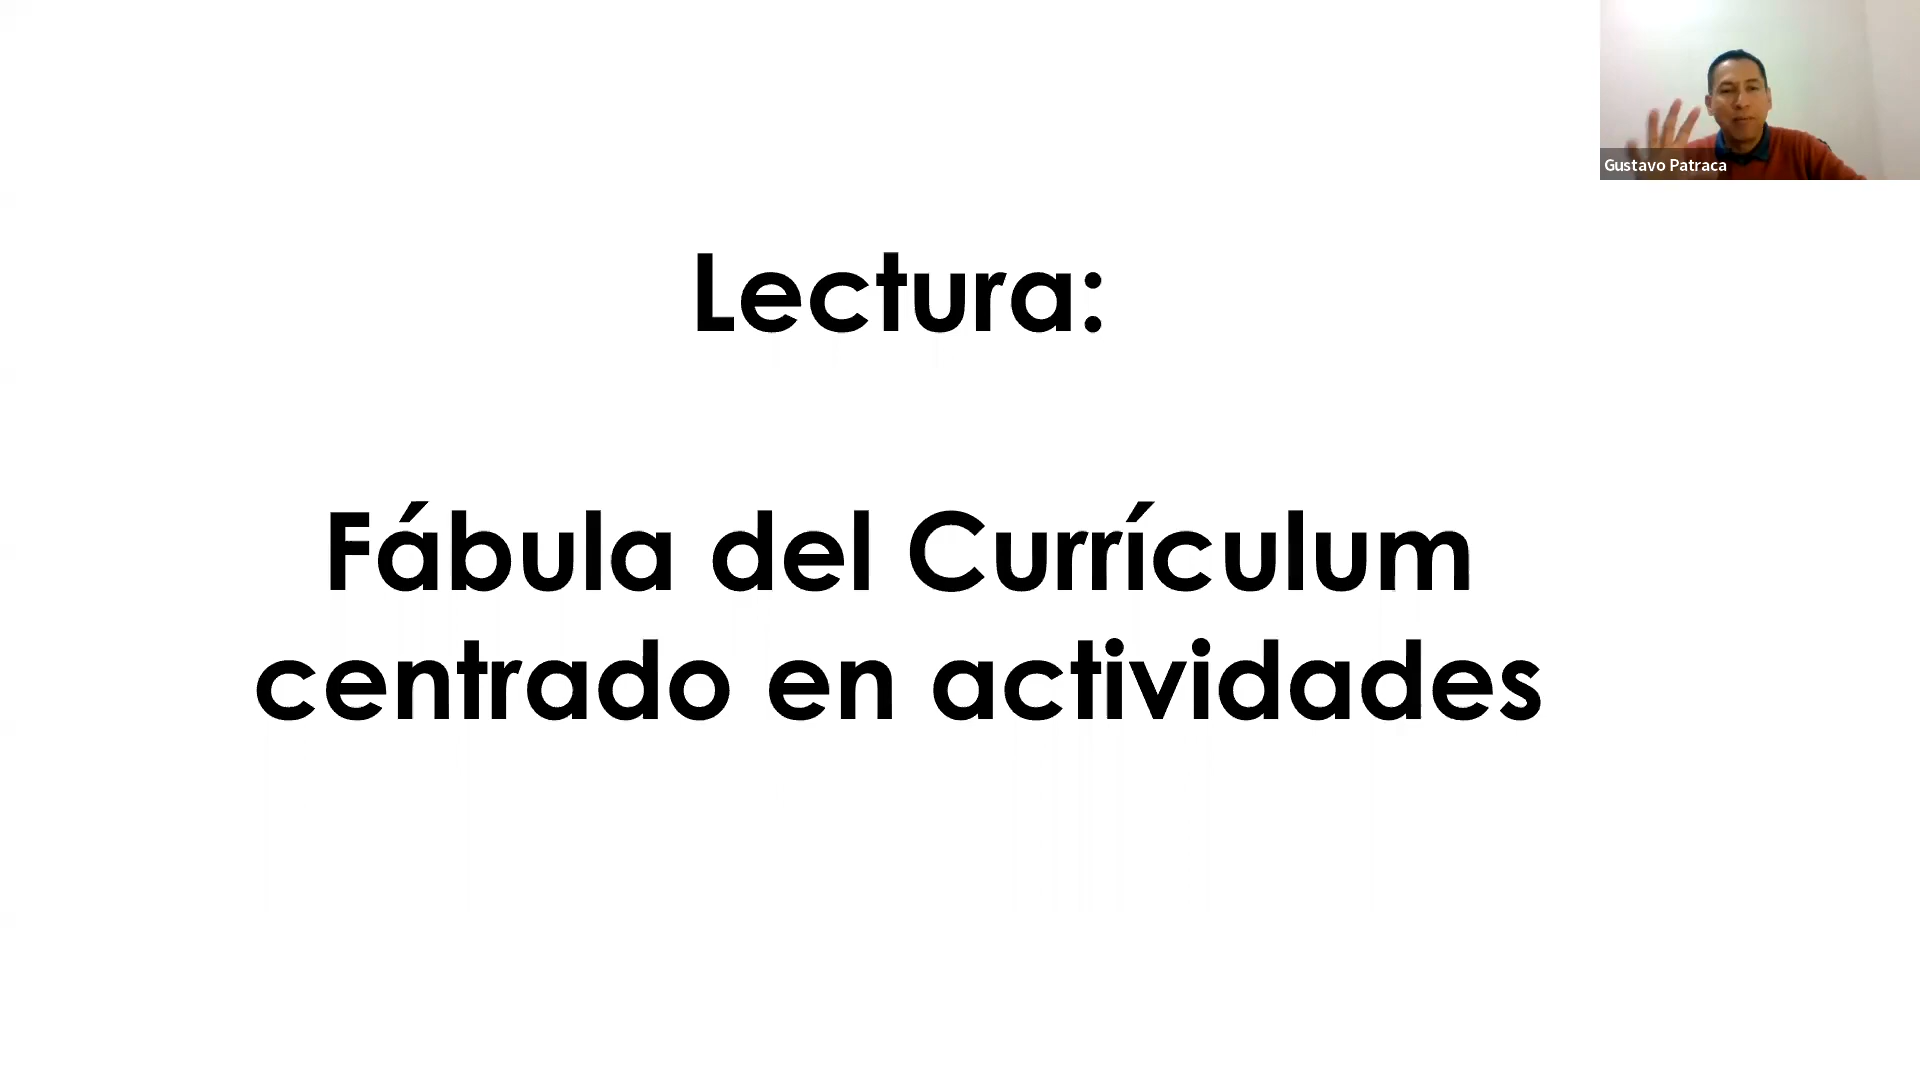 Gustavo Patraca
Lectura:
Fábula del Currículum
centrado en actividades